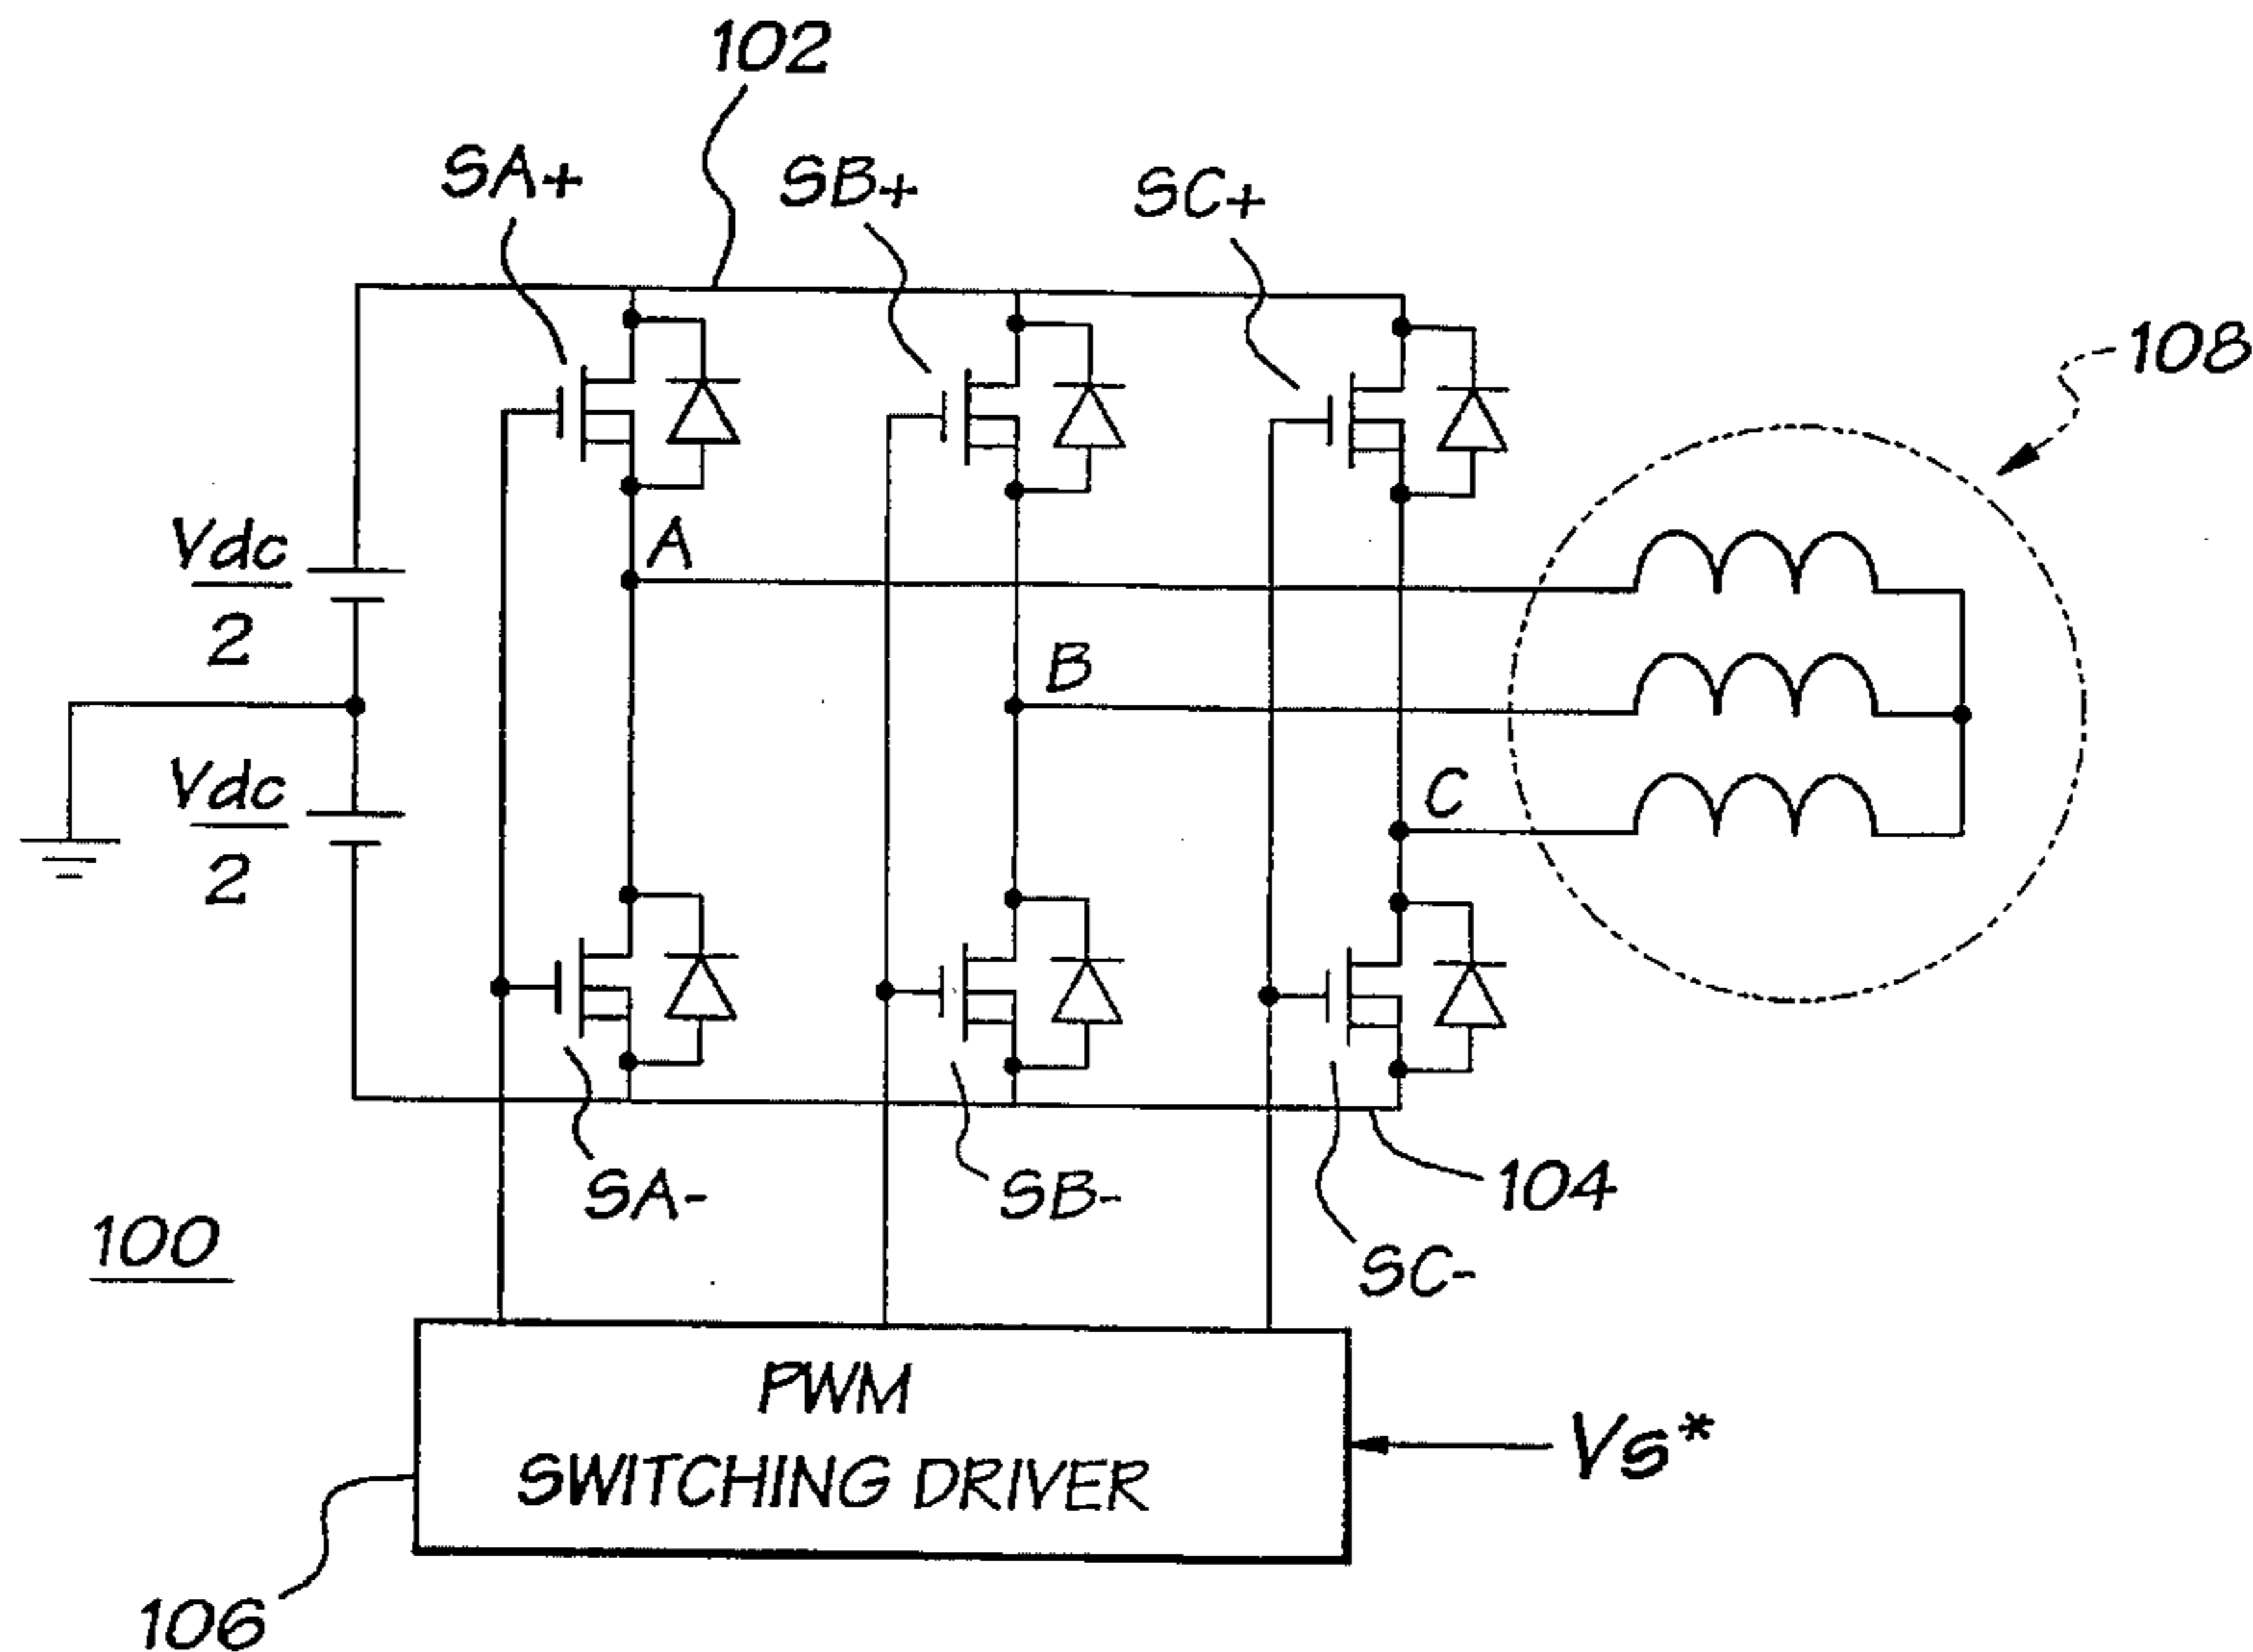 102
SA+
SB+
SC+
108
Vdc
2
A
B
Vdc
2
C
SA-
SB-
104
100
SC-
PWM
SWITCHING DRIVER
Vs*
106